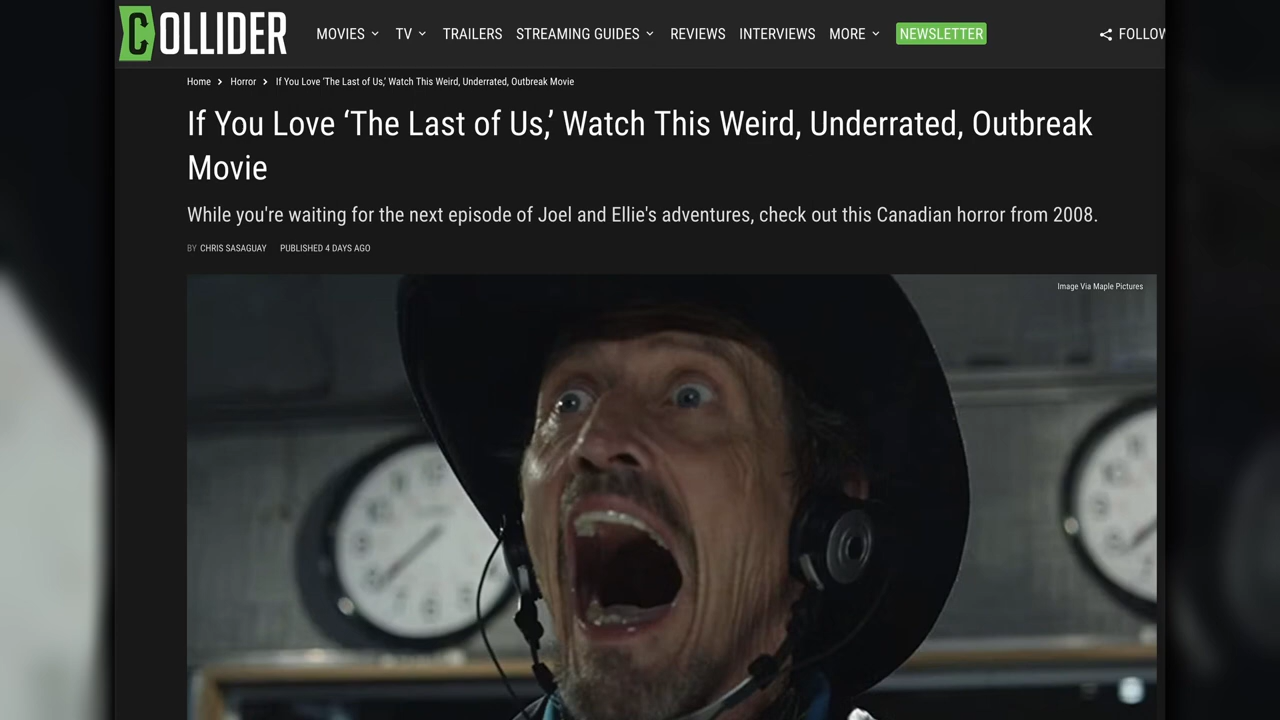 COLLIDER
MOVIES TV TRAILERS STREAMING GUIDES REVIEWS INTERVIEWS MORE NEWSLETTER FOLLOW
Home > Horror > If You Love ‘The Last of Us,’ Watch This Weird, Underrated, Outbreak Movie
If You Love ‘The Last of Us,’ Watch This Weird, Underrated, Outbreak
Movie
While you're waiting for the next episode of Joel and Ellie's adventures, check out this Canadian horror from 2008.
BY CHRIS SASAGUAY PUBLISHED 4 DAYS AGO
Image Via Maple Pictures